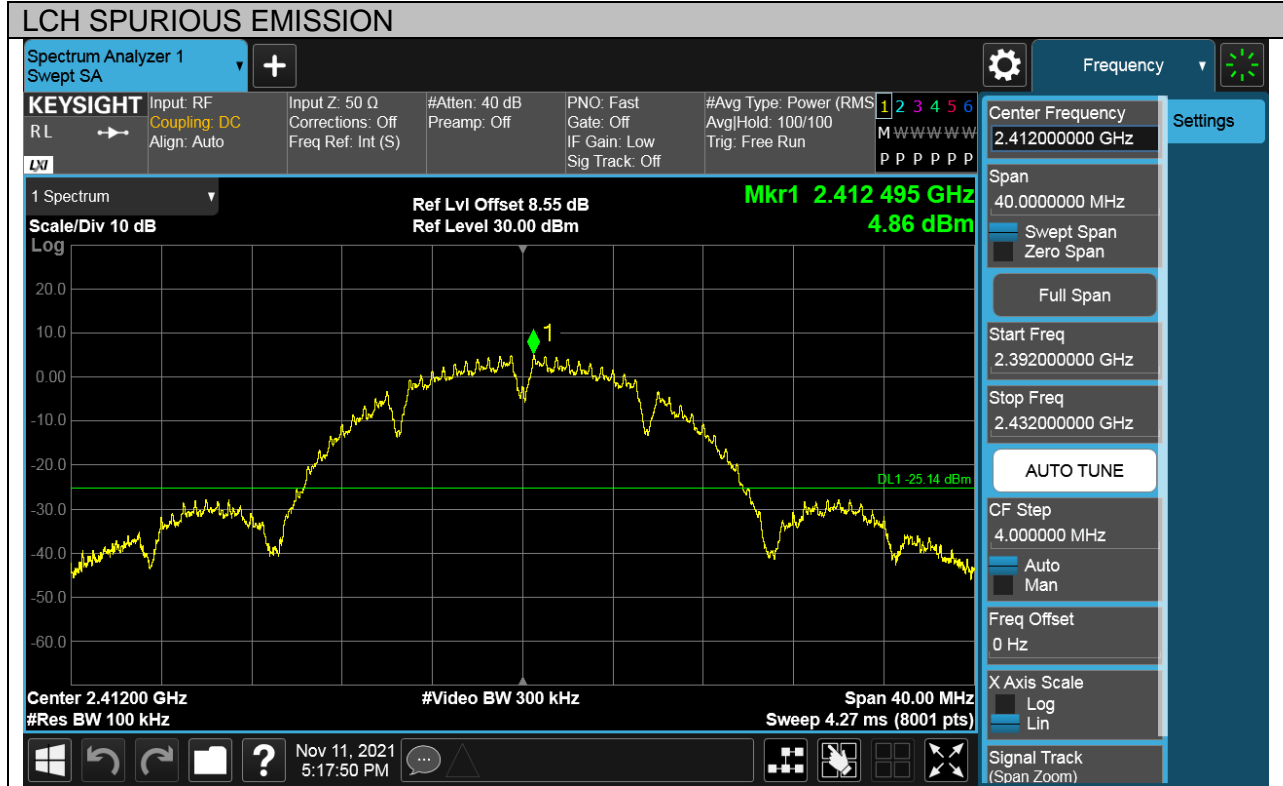 LCH SPURIOUS EMISSION
Spectrum Analyzer 1
Swept SA
Frequency
KEYSIGHT
RL
LXI
Input: RF
Coupling: DC
Align: Auto
Input Z: 50 Ω
Corrections: Off
Freq Ref: Int (S)
#Atten: 40 dB
Preamp: Off
PNO: Fast
Gate: Off
IF Gain: Low
Sig Track: Off
#Avg Type: Power (RMS
Avg|Hold: 100/100
Trig: Free Run
1 2 3 4 5 6
M W W W W W
P P P P P P
Center Frequency
2.412000000 GHz
Settings
Span
40.0000000 MHz
Swept Span
Zero Span
Full Span
Start Freq
2.392000000 GHz
Stop Freq
2.432000000 GHz
AUTO TUNE
CF Step
4.000000 MHz
Auto
Man
Freq Offset
0 Hz
X Axis Scale
Log
Lin
Signal Track
(Span Zoom)
1 Spectrum
Scale/Div 10 dB
Ref Lvl Offset 8.55 dB
Ref Level 30.00 dBm
Mkr1 2.412 495 GHz
4.86 dBm
Log
20.0
10.0
0.00
-10.0
-20.0
-30.0
-40.0
-50.0
-60.0
1
DL1 -25.14 dBm
Center 2.41200 GHz
#Res BW 100 kHz
#Video BW 300 kHz
Span 40.00 MHz
Sweep 4.27 ms (8001 pts)
?
Nov 11, 2021
5:17:50 PM